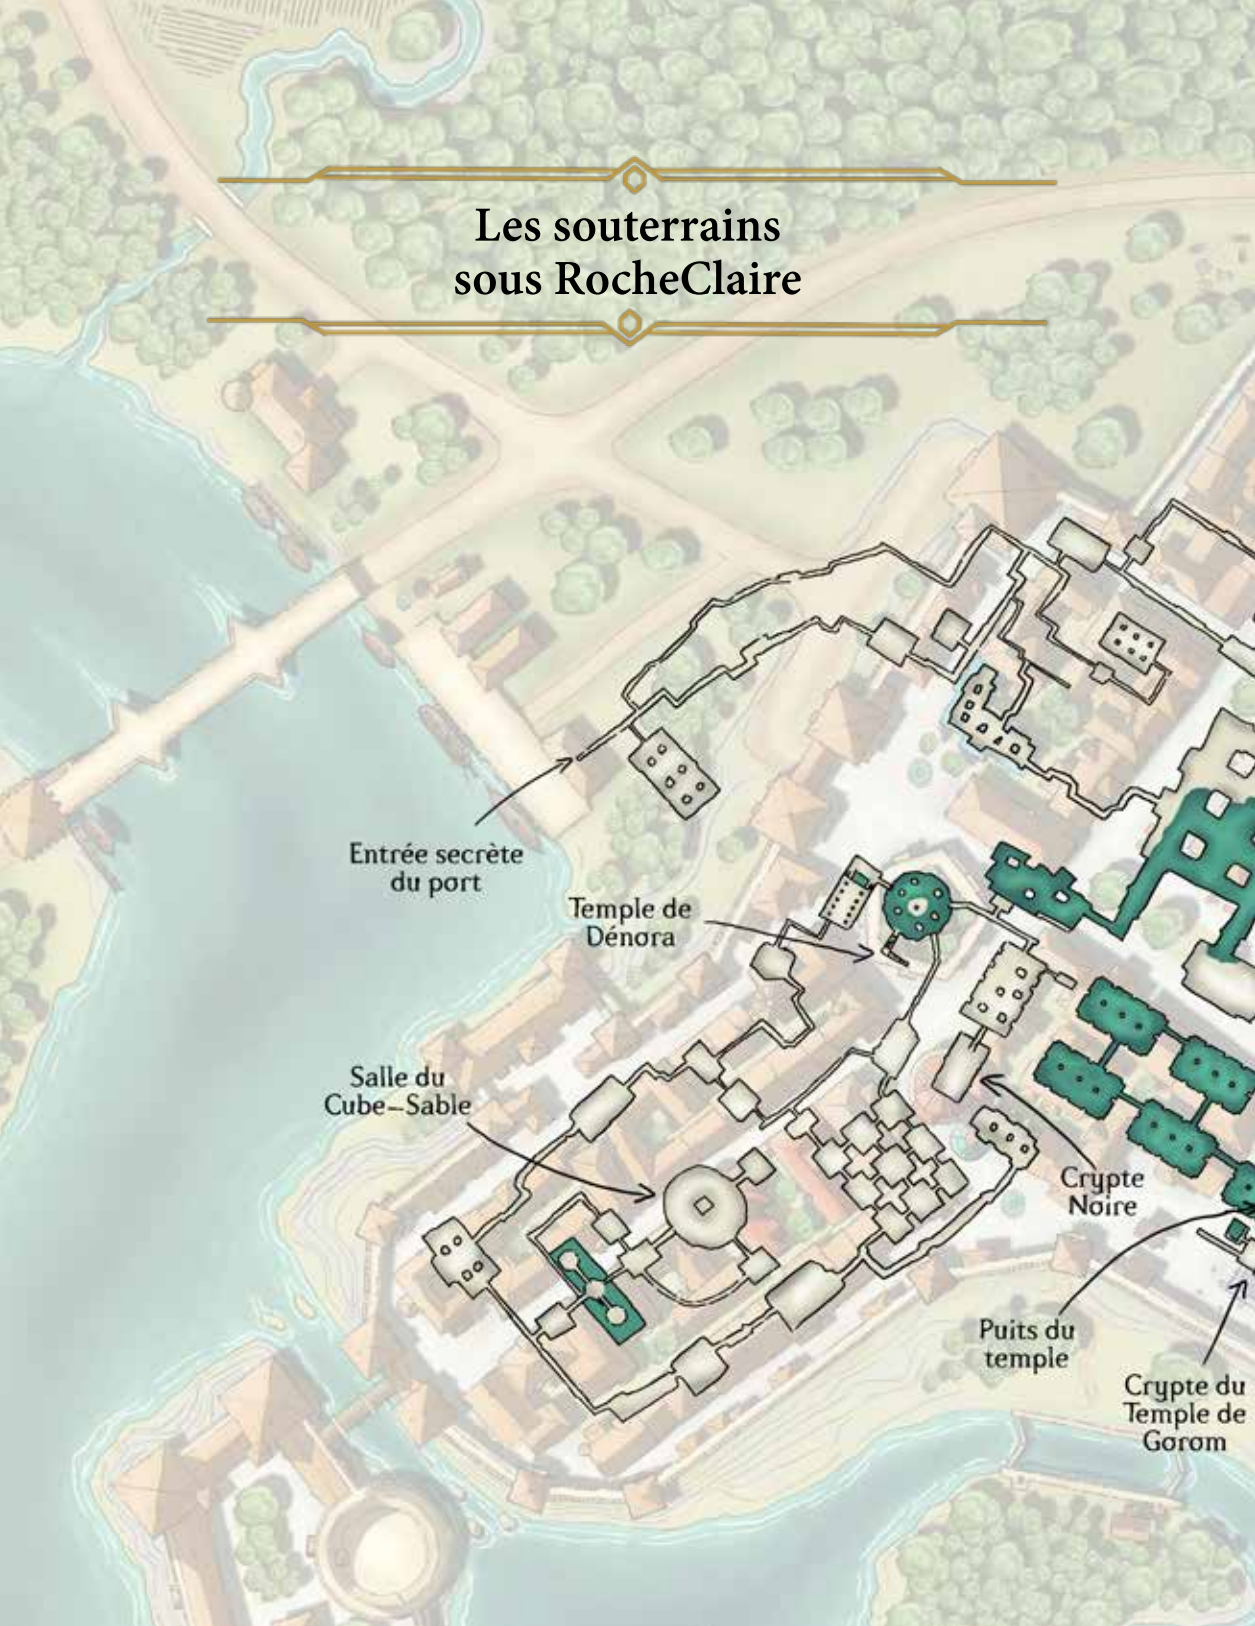 Les souterrains
sous RocheClaire
Entrée secrète
du port
Temple de
Dénora
Salle du
Cube-Sable
Crypte
Noire
Puits du
temple
Crypte du
Temple de
Gorom